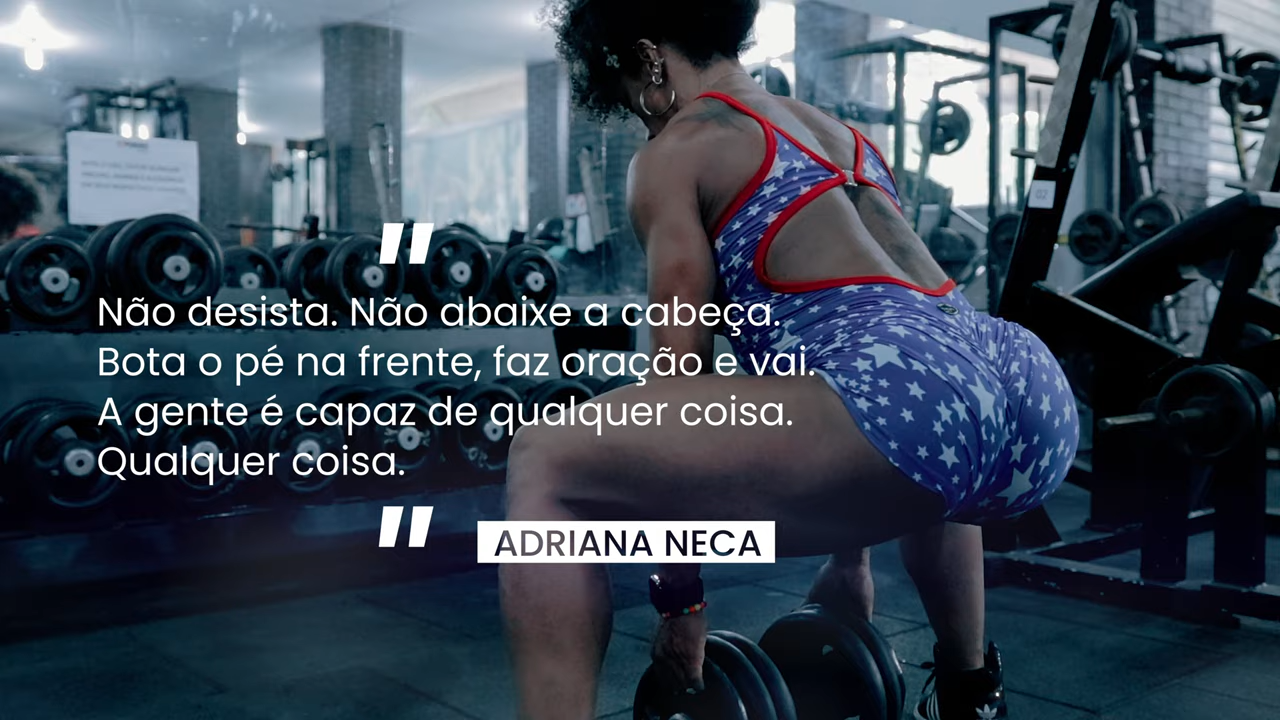 "
Não desista. Não abaixe a cabeça.
Bota o pé na frente, faz oração e vai.
A gente é capaz de qualquer coisa.
Qualquer coisa.
"
ADRIANA NECA
02